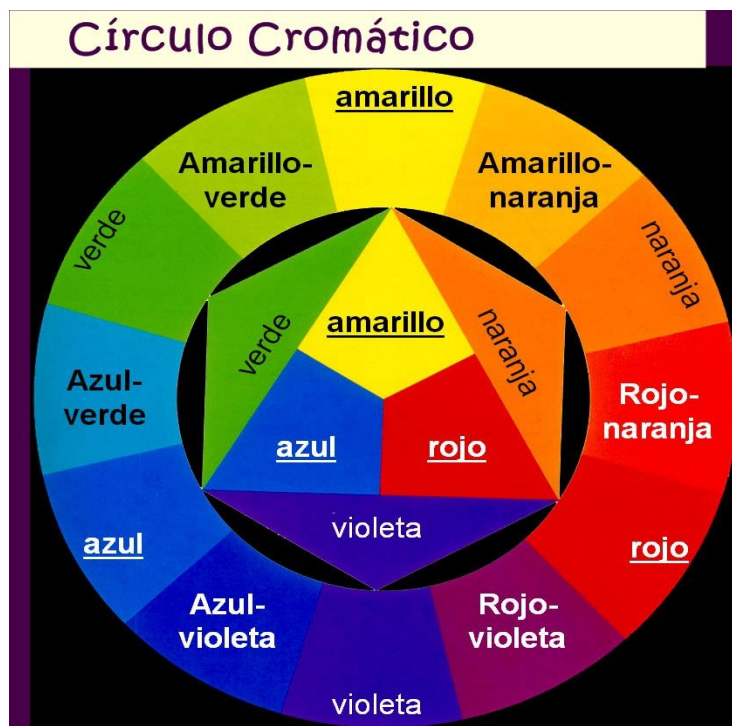 Círculo Cromático
amarillo
Amarillo-
verde
Amarillo-
naranja
verde
naranja
amarillo
verde
naranja
Azul-
verde
Rojo-
naranja
azul
rojo
azul
rojo
violeta
Azul-
violeta
Rojo-
violeta
violeta